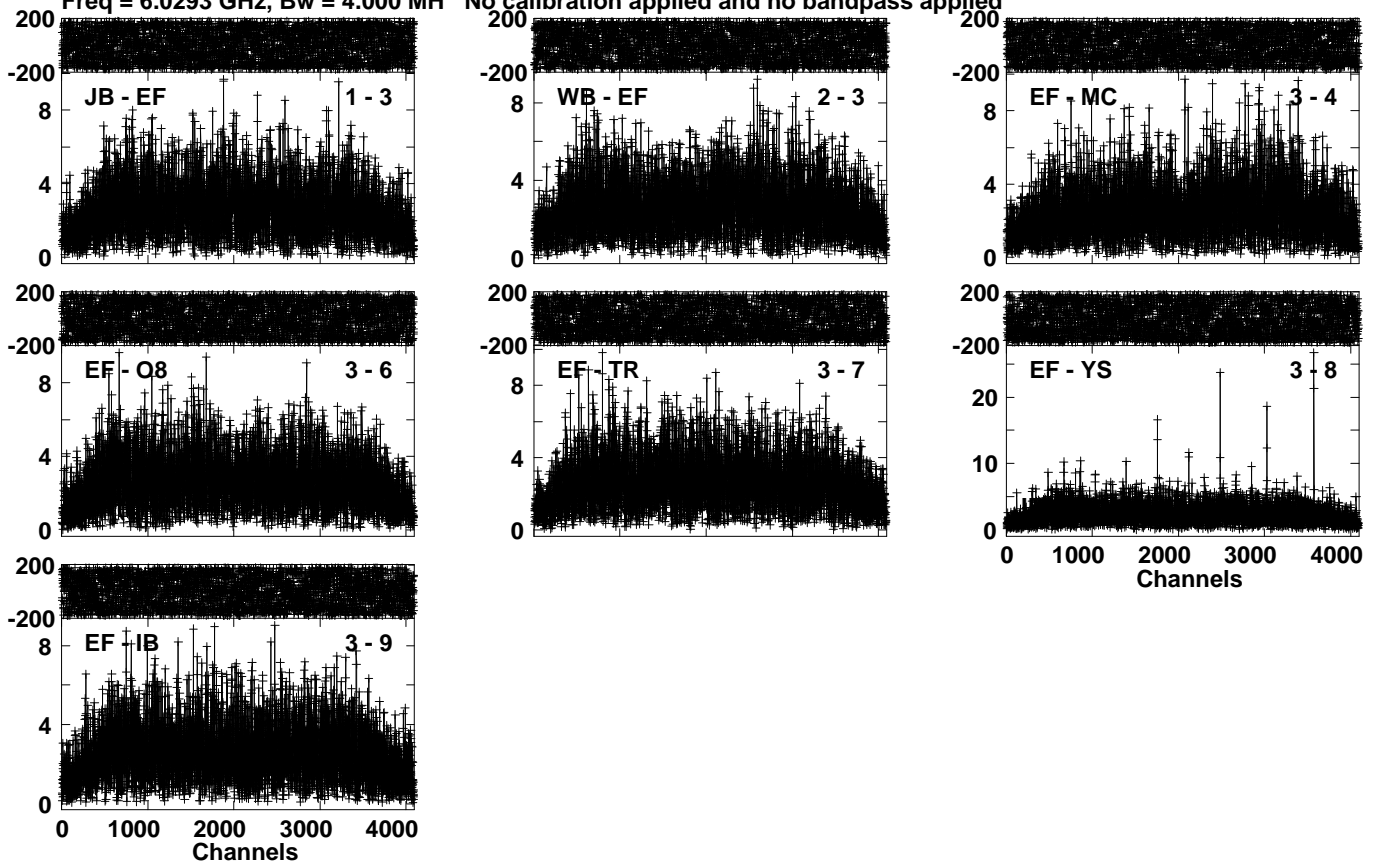 Freq = 6.0293 GHz, Bw = 4.000 MH No calibration applied and no bandpass applied
200 200 200
-200 -200 -200
JB - EF 1 - 3 WB - EF 2 - 3 EF - MC 3 - 4
8 8 8
4 4 4
0 0 0
200 200 200
-200 -200 -200
EF - O8 3 - 6 EF - TR 3 - 7 EF - YS 3 - 8
8 8 20
4 4 10
0 0 0
0 1000 2000 3000 4000
Channels
200
-200
EF - IB 3 - 9
8
4
0
0 1000 2000 3000 4000
Channels